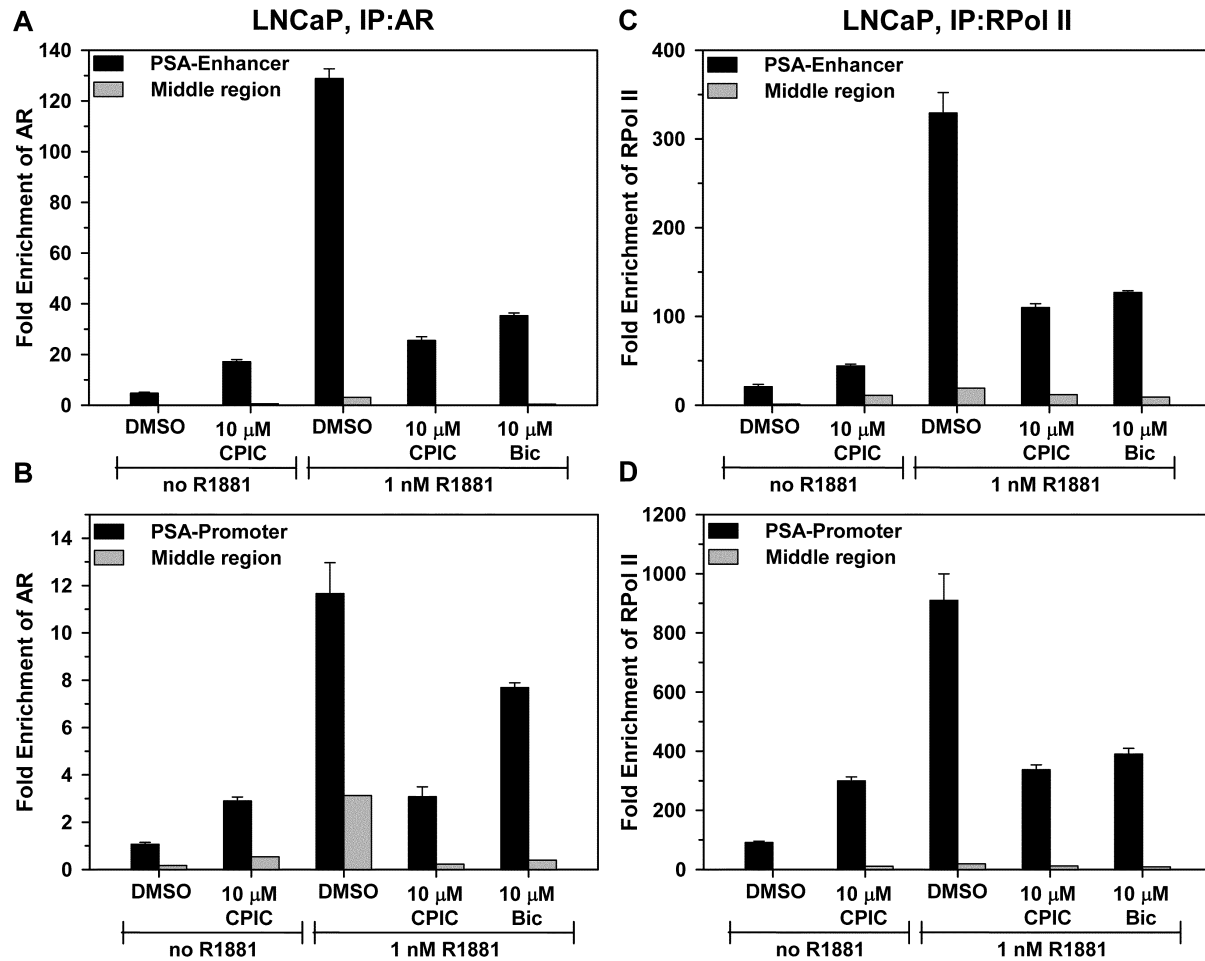 A
LNCaP, IP:AR
PSA-Enhancer
Middle region
Fold Enrichment of AR
140
120
100
80
60
40
20
0
DMSO
10 μM
CPIC
DMSO
10 μM
CPIC
10 μM
Bic
no R1881
1 nM R1881
B
PSA-Promoter
Middle region
Fold Enrichment of AR
14
12
10
8
6
4
2
0
DMSO
10 μM
CPIC
DMSO
10 μM
CPIC
10 μM
Bic
no R1881
1 nM R1881
C
LNCaP, IP:RPol II
PSA-Enhancer
Middle region
Fold Enrichment of RPol II
400
300
200
100
0
DMSO
10 μM
CPIC
DMSO
10 μM
CPIC
10 μM
Bic
no R1881
1 nM R1881
D
PSA-Promoter
Middle region
Fold Enrichment of RPol II
1200
1000
800
600
400
200
0
DMSO
10 μM
CPIC
DMSO
10 μM
CPIC
10 μM
Bic
no R1881
1 nM R1881